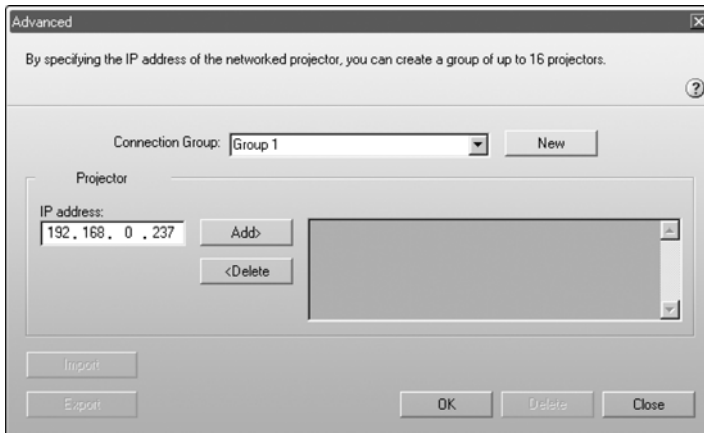 Advanced
By specifying the IP address of the networked projector, you can create a group of up to 16 projectors.
?
Connection Group: Group 1 New
Projector
IP address:
192.168. 0 .237 Add>
<Delete
Import
Export OK Delete Close